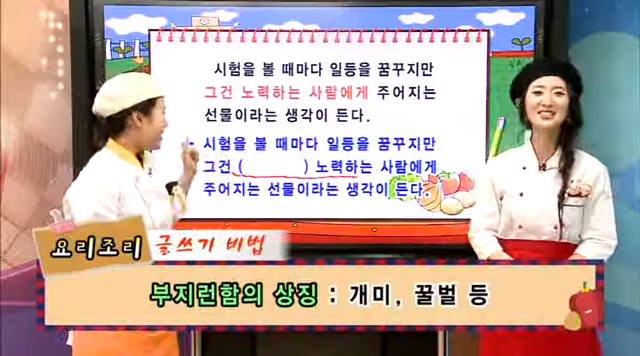 시험을 볼 때마다 일등을 꿈꾸지만
그건 노력하는 사람에게 주어지는
선물이라는 생각이 든다.
시험을 볼 때마다 일등을 꿈꾸지만
그건 ( ) 노력하는 사람에게
주어지는 선물이라는 생각이 든다.
요리조리 글쓰기 비법
부지런함의 상징 : 개미, 꿀벌 등